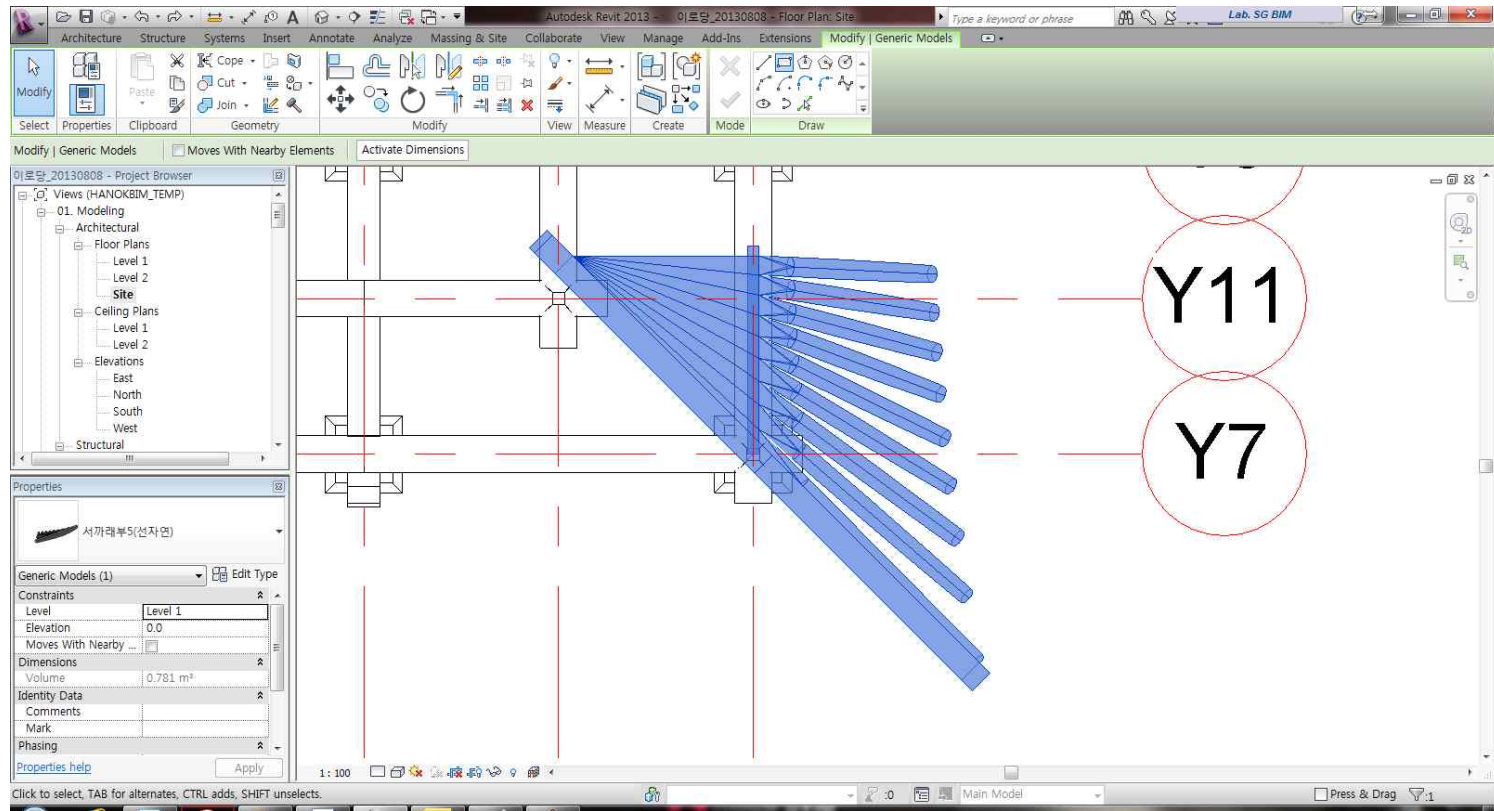 Autodesk Revit 2013 - 이로당_20130808 - Floor Plan: Site
Type a keyword or phrase
Lab. SG BIM
Architecture Structure Systems Insert Annotate Analyze Massing & Site Collaborate View Manage Add-Ins Extensions Modify | Generic Models
Modify
Paste
Cope
Cut
Join
Select Properties Clipboard Geometry Modify View Measure Create Mode Draw
Modify | Generic Models Moves With Nearby Elements Activate Dimensions
이로당_20130808 - Project Browser
Views (HANOKBIM_TEMP)
01. Modeling
Architectural
Floor Plans
Level 1
Level 2
Site
Ceiling Plans
Level 1
Level 2
Elevations
East
North
South
West
Structural
Properties
서까래부5(선자연)
Generic Models (1) Edit Type
Constraints
Level Level 1
Elevation 0.0
Moves With Nearby ...
Dimensions
Volume 0.781 m³
Identity Data
Comments
Mark
Phasing
Properties help Apply
Y11
Y7
2D
1 : 100
Click to select, TAB for alternates, CTRL adds, SHIFT unselects.
:0 Main Model Press & Drag :1